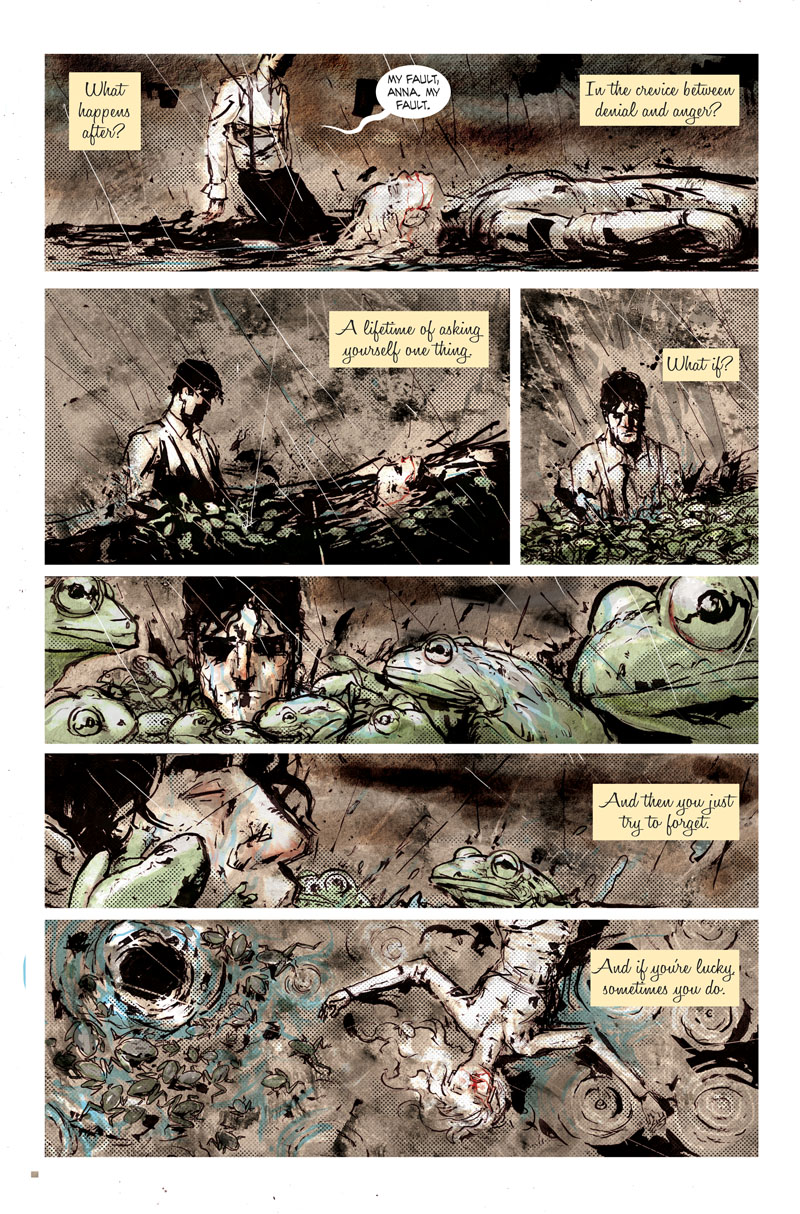 What
happens
after?
MY FAULT,
ANNA. MY
FAULT.
In the crevice between
denial and anger?
A lifetime of asking
yourself one thing.
What if?
And then you just
try to forget.
And if you're lucky,
sometimes you do.